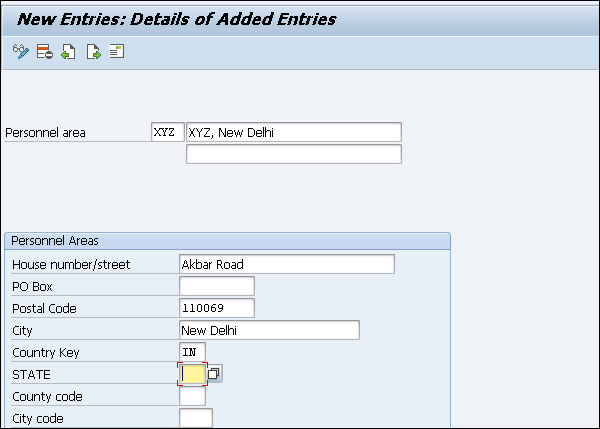 New Entries: Details of Added Entries
Personnel area XYZ XYZ, New Delhi
Personnel Areas
House number/street Akbar Road
PO Box
Postal Code 110069
City New Delhi
Country Key IN
STATE
County code
City code